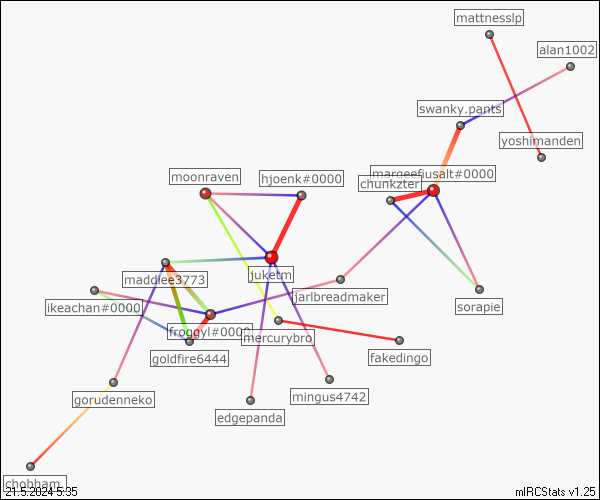 mattnesslp
alan1002
swanky.pants
yoshimanden
moonraven
hjoenk#0000
margeefjusalt#0000
chunkzter
maddiee3773
juketm
jarlbreadmaker
ikeachan#0000
sorapie
froggyl#0000
mercurybro
goldfire6444
fakedingo
gorudenneko
mingus4742
edgepanda
chobham_
21.5.2024 5:35
mIRCStats v1.25